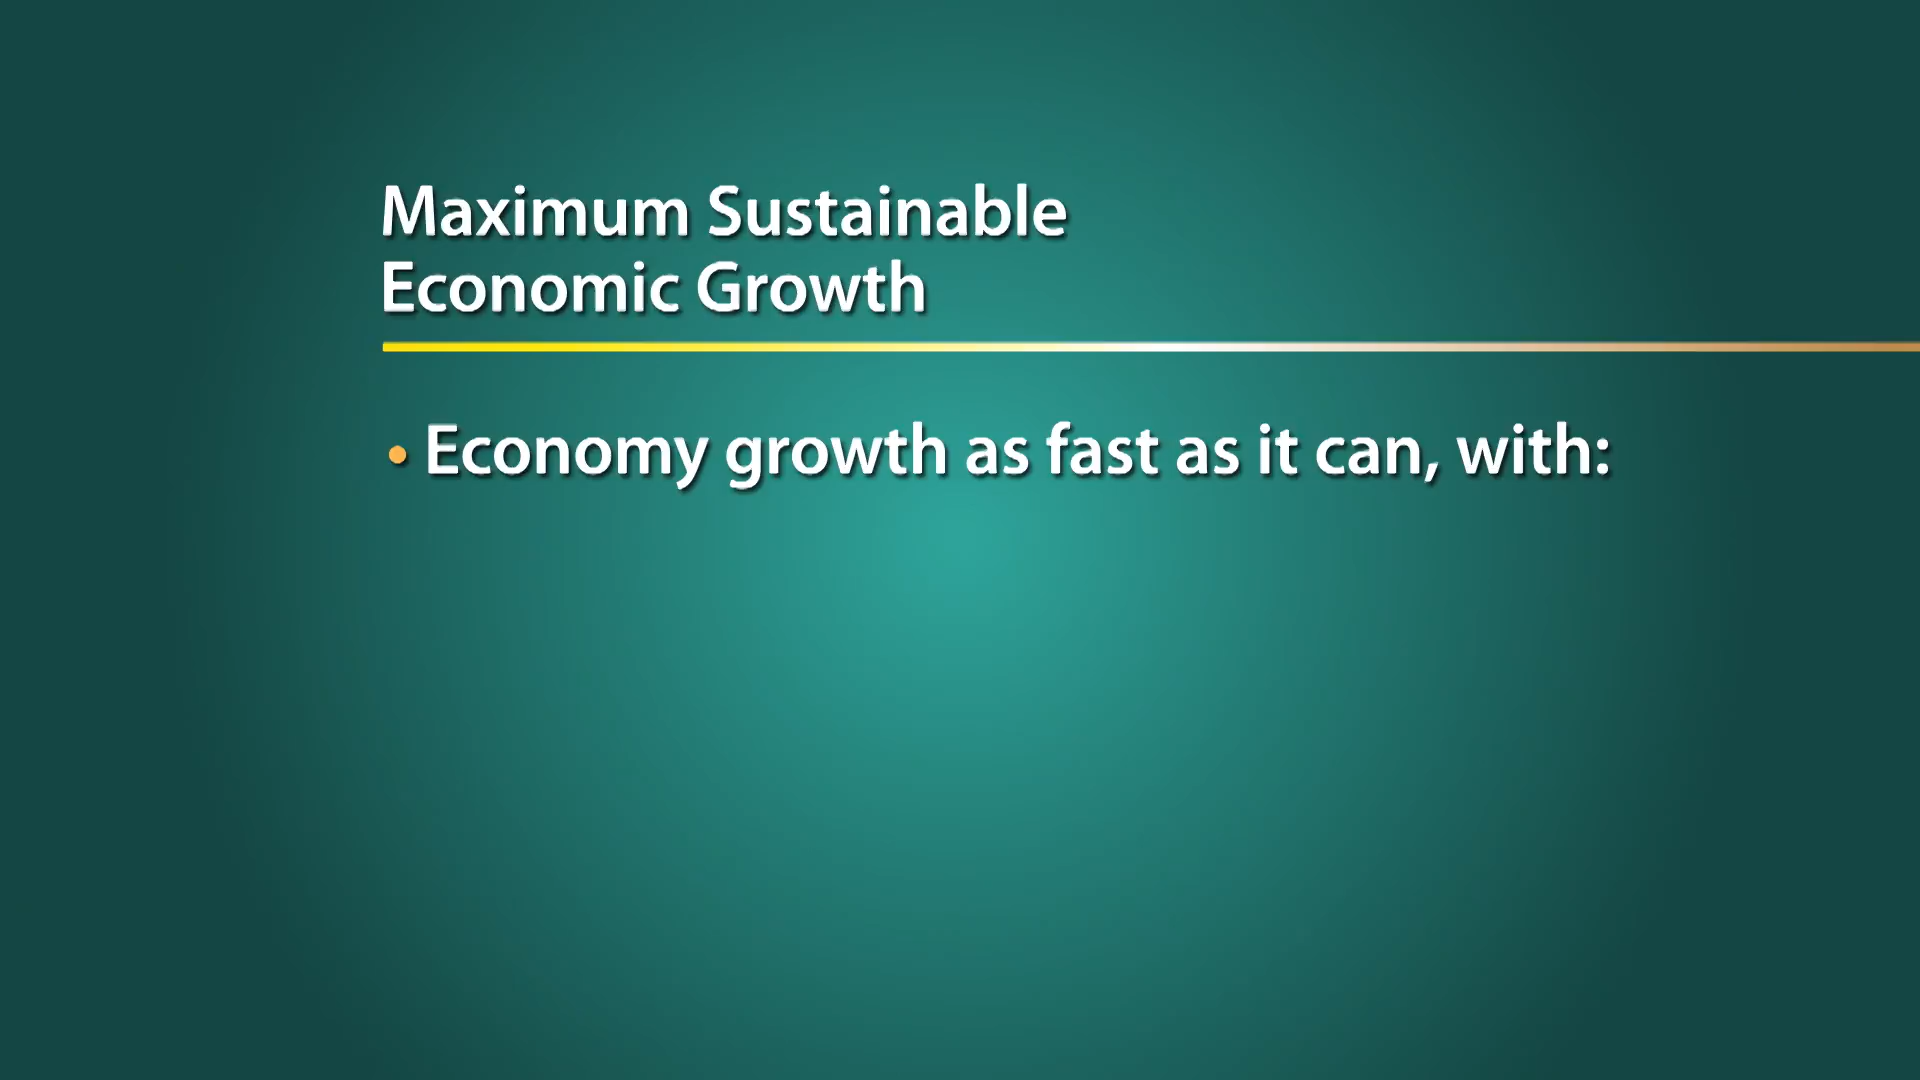 Maximum Sustainable
Economic Growth
• Economy growth as fast as it can, with: